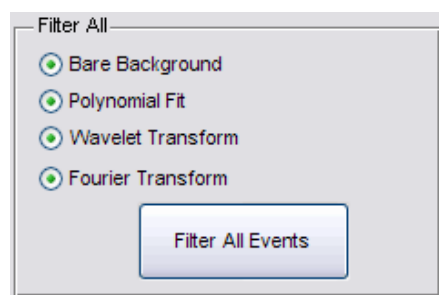 Filter All
Bare Background
Polynomial Fit
Wavelet Transform
Fourier Transform
Filter All Events